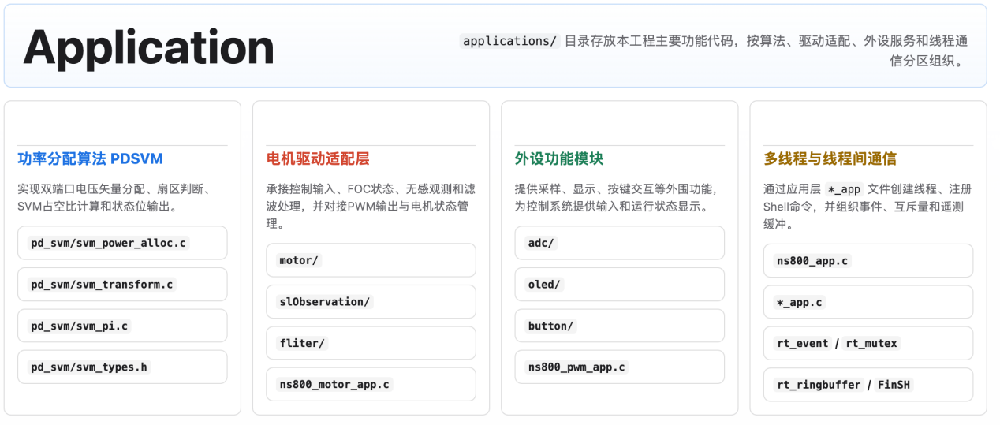 Application
applications/ 目录存放本工程主要功能代码，按算法、驱动适配、外设服务和线程通
信分区组织。
功率分配算法 PDSVM
实现双端口电压矢量分配、扇区判断、
SVM占空比计算和状态位输出。
pd_svm/svm_power_alloc.c
pd_svm/svm_transform.c
pd_svm/svm_pi.c
pd_svm/svm_types.h
电机驱动适配层
承接控制输入、FOC状态、无感观测和滤
波处理，并对接PWM输出与电机状态管
理。
motor/
slObservation/
fliter/
ns800_motor_app.c
外设功能模块
提供采样、显示、按键交互等外围功能，
为控制系统提供输入和运行状态显示。
adc/
oled/
button/
ns800_pwm_app.c
多线程与线程间通信
通过应用层 *_app 文件创建线程、注册
Shell命令，并组织事件、互斥量和遥测
缓冲。
ns800_app.c
*_app.c
rt_event / rt_mutex
rt_ringbuffer / FinSH